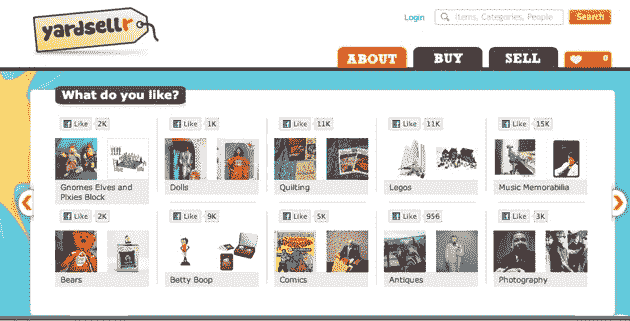 yardsellr
Login
Items, Categories, People
Search
ABOUT
BUY
SELL
0
What do you like?
Like 2K
Like 1K
Like 11K
Like 11K
Like 15K
Gnomes Elves and
Pixies Block
Dolls
Quilting
Legos
Music Memorabilia
Like 2K
Like 9K
Like 5K
Like 956
Like 3K
Bears
Betty Boop
Comics
Antiques
Photography